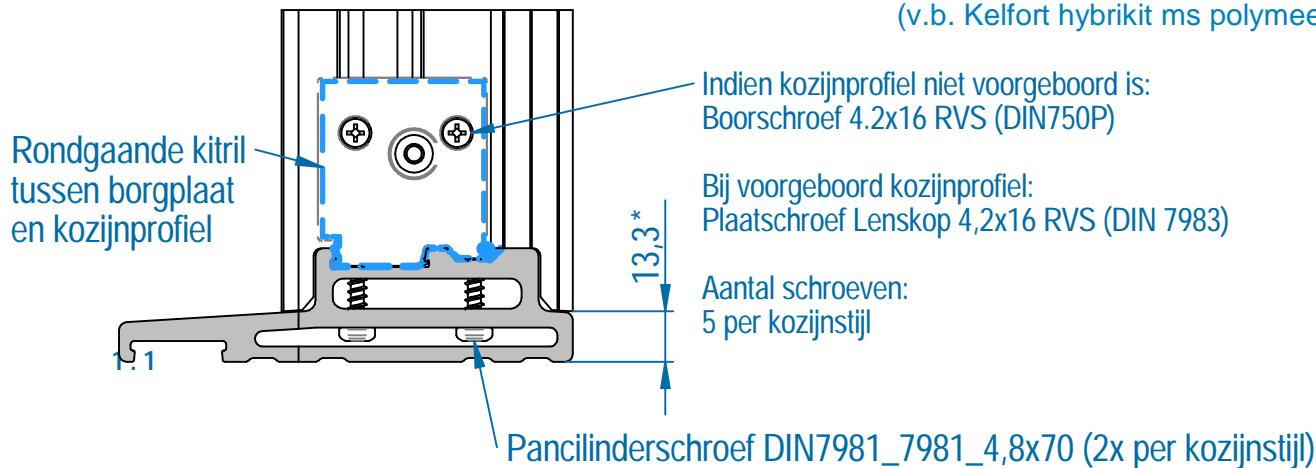 (v.b. Kelfort hybrikit ms polymee
Indien kozijnprofiel niet voorgeboord is:
Boorschroef 4.2x16 RVS (DIN750P)
Rondgaande kitril
tussen borgplaat
en kozijnprofiel
Bij voorgeboord kozijnprofiel:
Plaatschroef Lenskop 4,2x16 RVS (DIN 7983)
13,3*
Aantal schroeven:
5 per kozijnstijl
1:1
Pancilinderschroef DIN7981_7981_4,8x70 (2x per kozijnstijl)